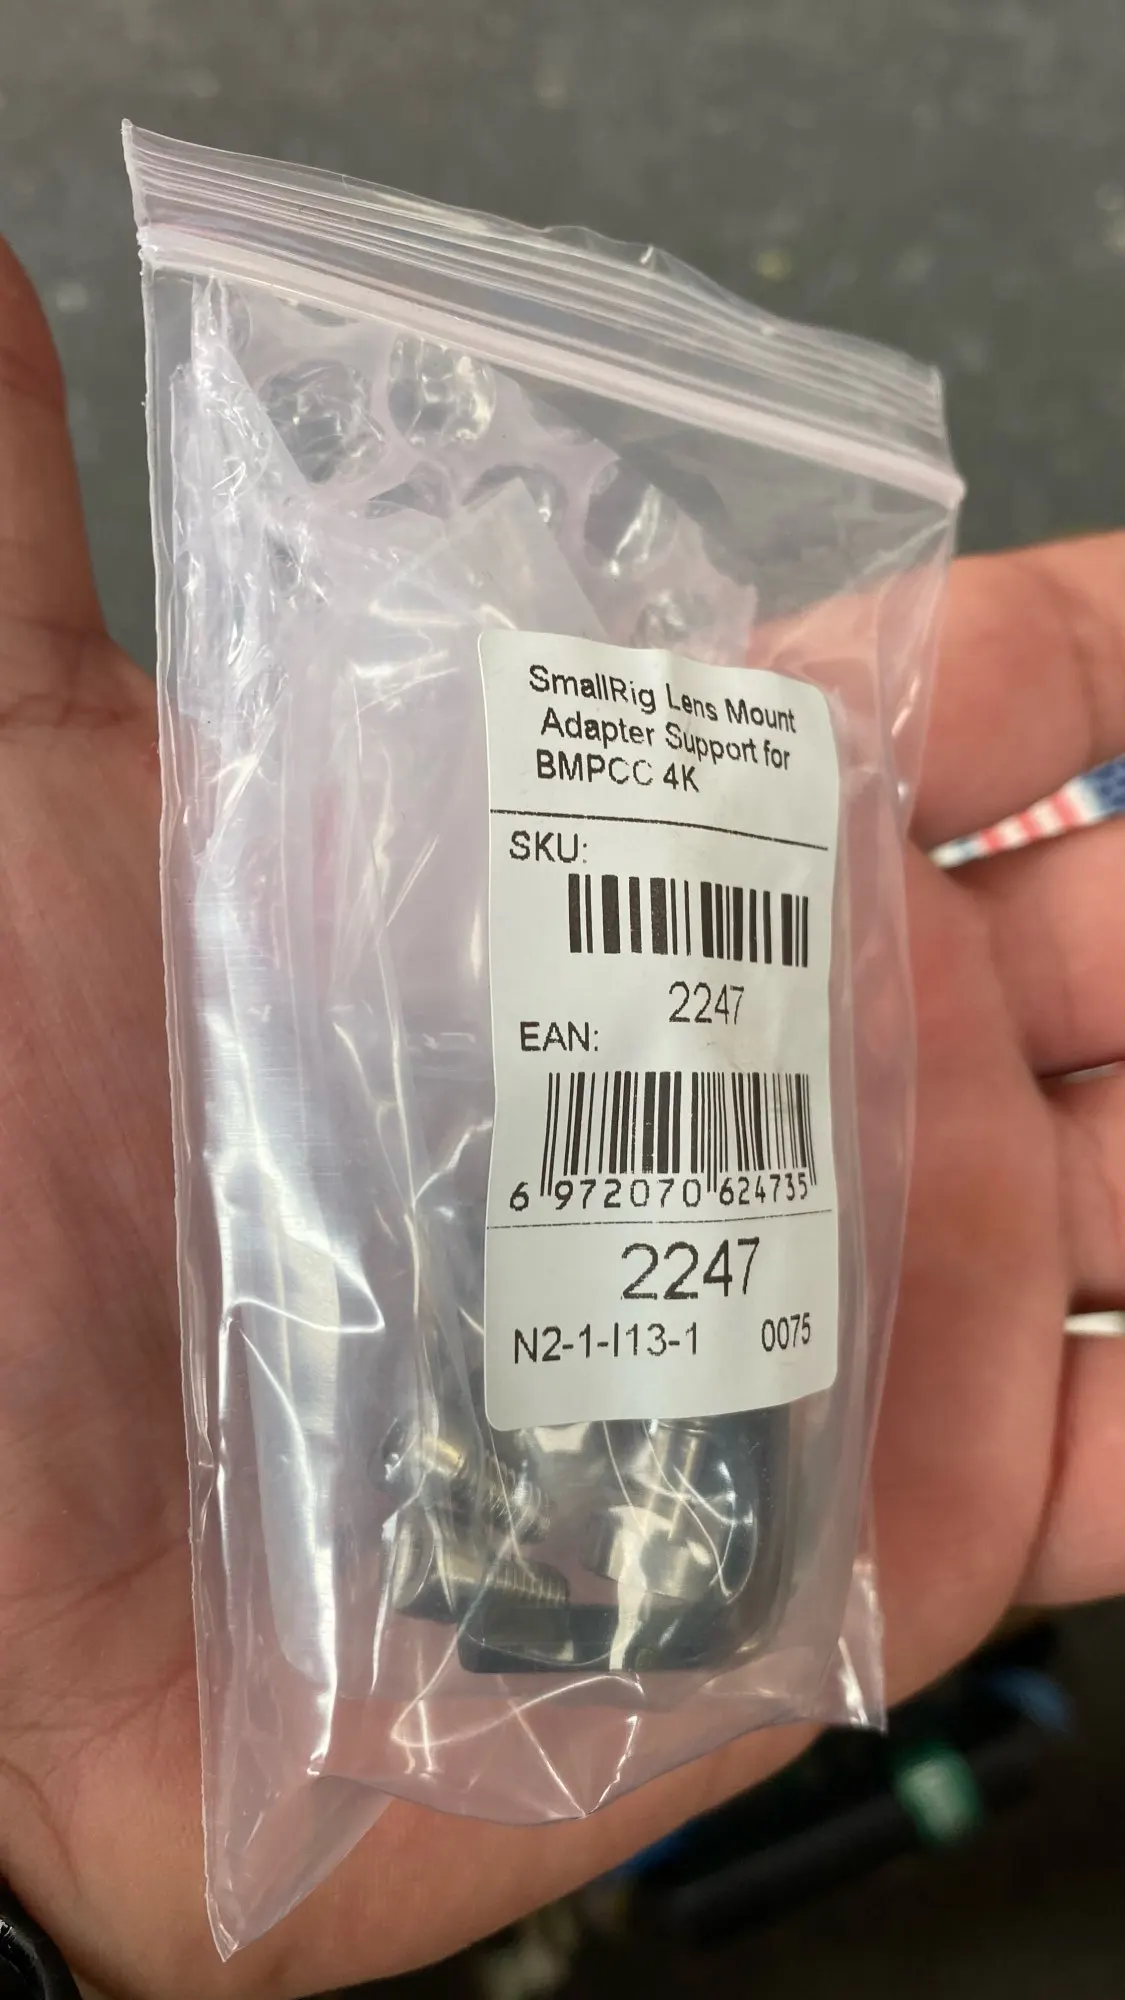 SmallRig Lens Mount
Adapter Support for
BMPCC 4K
SKU:
2247
EAN:
6 972070 624735
2247
N2-1-I13-1 0075